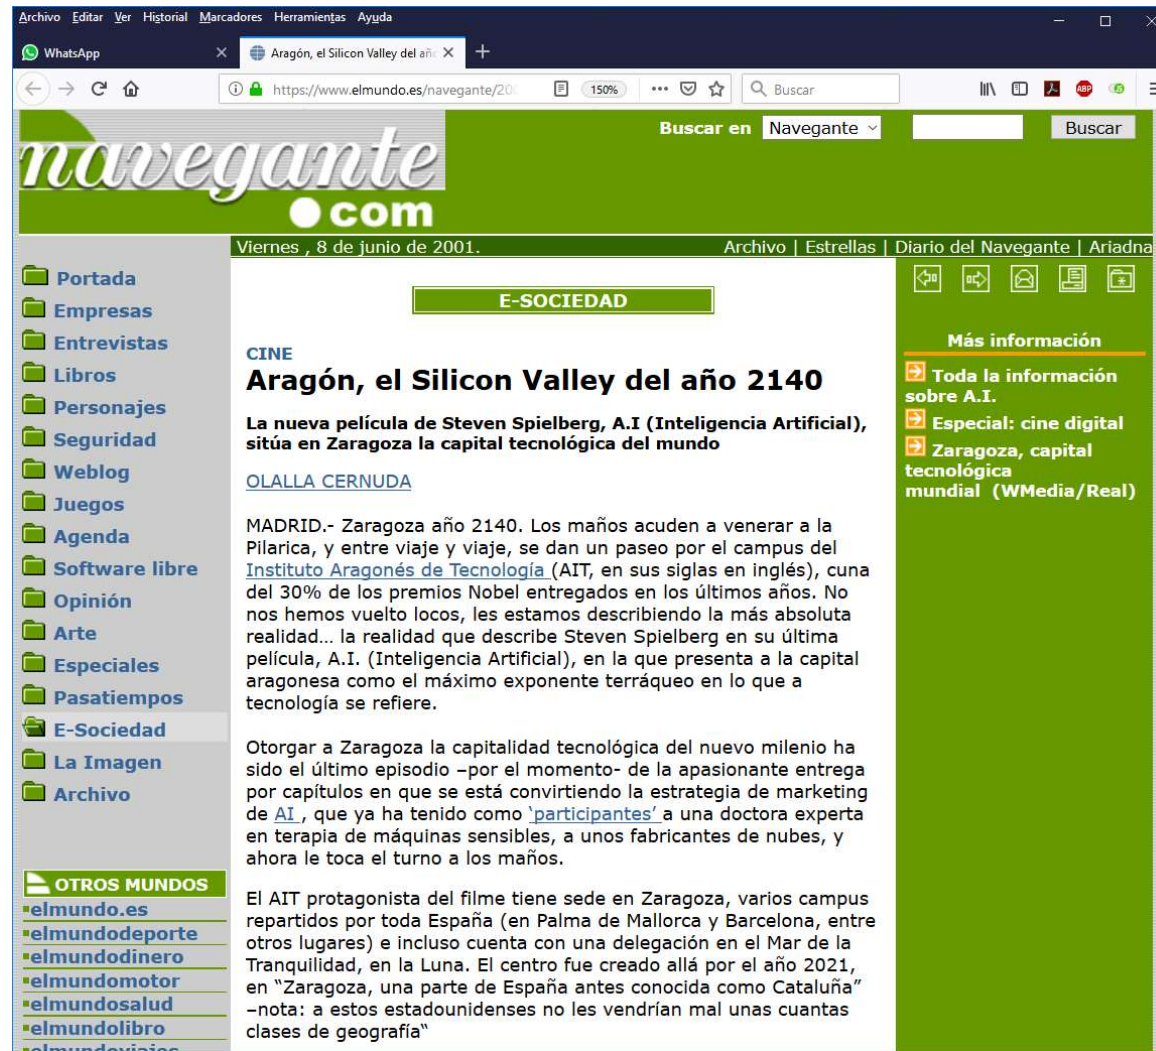 Archivo Editar Ver Historial Marcadores Herramientas Ayuda
WhatsApp
Aragón, el Silicon Valley del año
https://www.elmundo.es/navegante/200
150%
Buscar
ABP
navegante
com
Buscar en Navegante
Buscar
Viernes , 8 de junio de 2001.
Archivo | Estrellas | Diario del Navegante | Ariadna
Portada
Empresas
Entrevistas
Libros
Personajes
Seguridad
Weblog
Juegos
Agenda
Software libre
Opinión
Arte
Especiales
Pasatiempos
E-Sociedad
La Imagen
Archivo
OTROS MUNDOS
elmundo.es
elmundodeporte
elmundodinero
elmundomotor
elmundosalud
elmundolibro
elmundoviajes
E-SOCIEDAD
CINE
Aragón, el Silicon Valley del año 2140
La nueva película de Steven Spielberg, A.I (Inteligencia Artificial),
sitúa en Zaragoza la capital tecnológica del mundo
OLALLA CERNUDA
MADRID.- Zaragoza año 2140. Los maños acuden a venerar a la
Pilarica, y entre viaje y viaje, se dan un paseo por el campus del
Instituto Aragonés de Tecnología (AIT, en sus siglas en inglés), cuna
del 30% de los premios Nobel entregados en los últimos años. No
nos hemos vuelto locos, les estamos describiendo la más absoluta
realidad... la realidad que describe Steven Spielberg en su última
película, A.I. (Inteligencia Artificial), en la que presenta a la capital
aragonesa como el máximo exponente terráqueo en lo que a
tecnología se refiere.
Otorgar a Zaragoza la capitalidad tecnológica del nuevo milenio ha
sido el último episodio –por el momento- de la apasionante entrega
por capítulos en que se está convirtiendo la estrategia de marketing
de AI , que ya ha tenido como ‘participantes’ a una doctora experta
en terapia de máquinas sensibles, a unos fabricantes de nubes, y
ahora le toca el turno a los maños.
El AIT protagonista del filme tiene sede en Zaragoza, varios campus
repartidos por toda España (en Palma de Mallorca y Barcelona, entre
otros lugares) e incluso cuenta con una delegación en el Mar de la
Tranquilidad, en la Luna. El centro fue creado allá por el año 2021,
en “Zaragoza, una parte de España antes conocida como Cataluña”
–nota: a estos estadounidenses no les vendrían mal unas cuantas
clases de geografía“
Más información
Toda la información
sobre A.I.
Especial: cine digital
Zaragoza, capital
tecnológica
mundial (WMedia/Real)